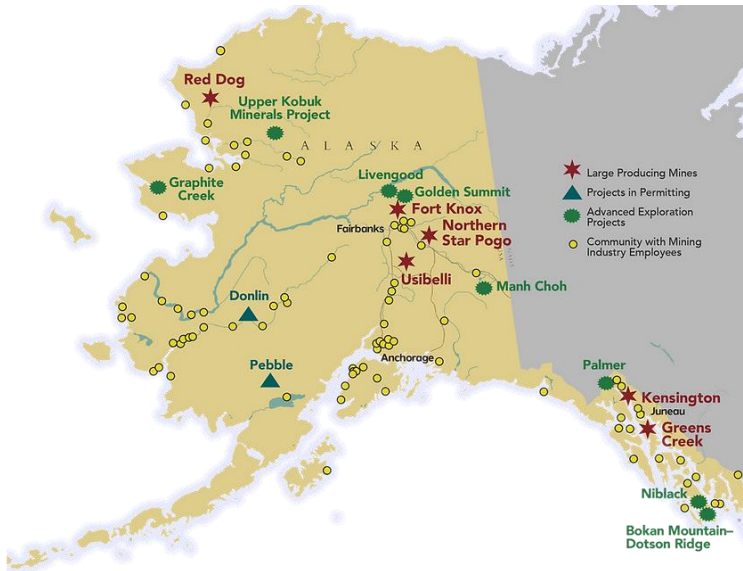 Red Dog
Upper Kobuk
Minerals Project
ALASKA
Graphite
Creek
Livengood
Golden Summit
Fort Knox
Fairbanks
Northern
Star Pogo
Usibelli
Manh Choh
Donlin
Pebble
Anchorage
Palmer
Kensington
Juneau
Greens
Creek
Niblack
Bokan Mountain–
Dotson Ridge
Large Producing Mines
Projects in Permitting
Advanced Exploration
Projects
Community with Mining
Industry Employees